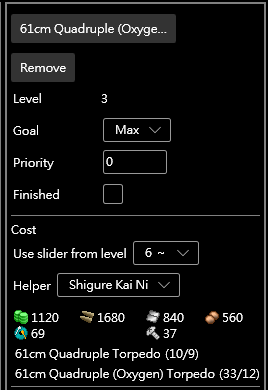 61cm Quadruple (Oxyge...
Remove
Level 3
Goal Max
Priority 0
Finished
Cost
Use slider from level 6 ~
Helper Shigure Kai Ni
1120 1680 840 560
69 37
61cm Quadruple Torpedo (10/9)
61cm Quadruple (Oxygen) Torpedo (33/12)